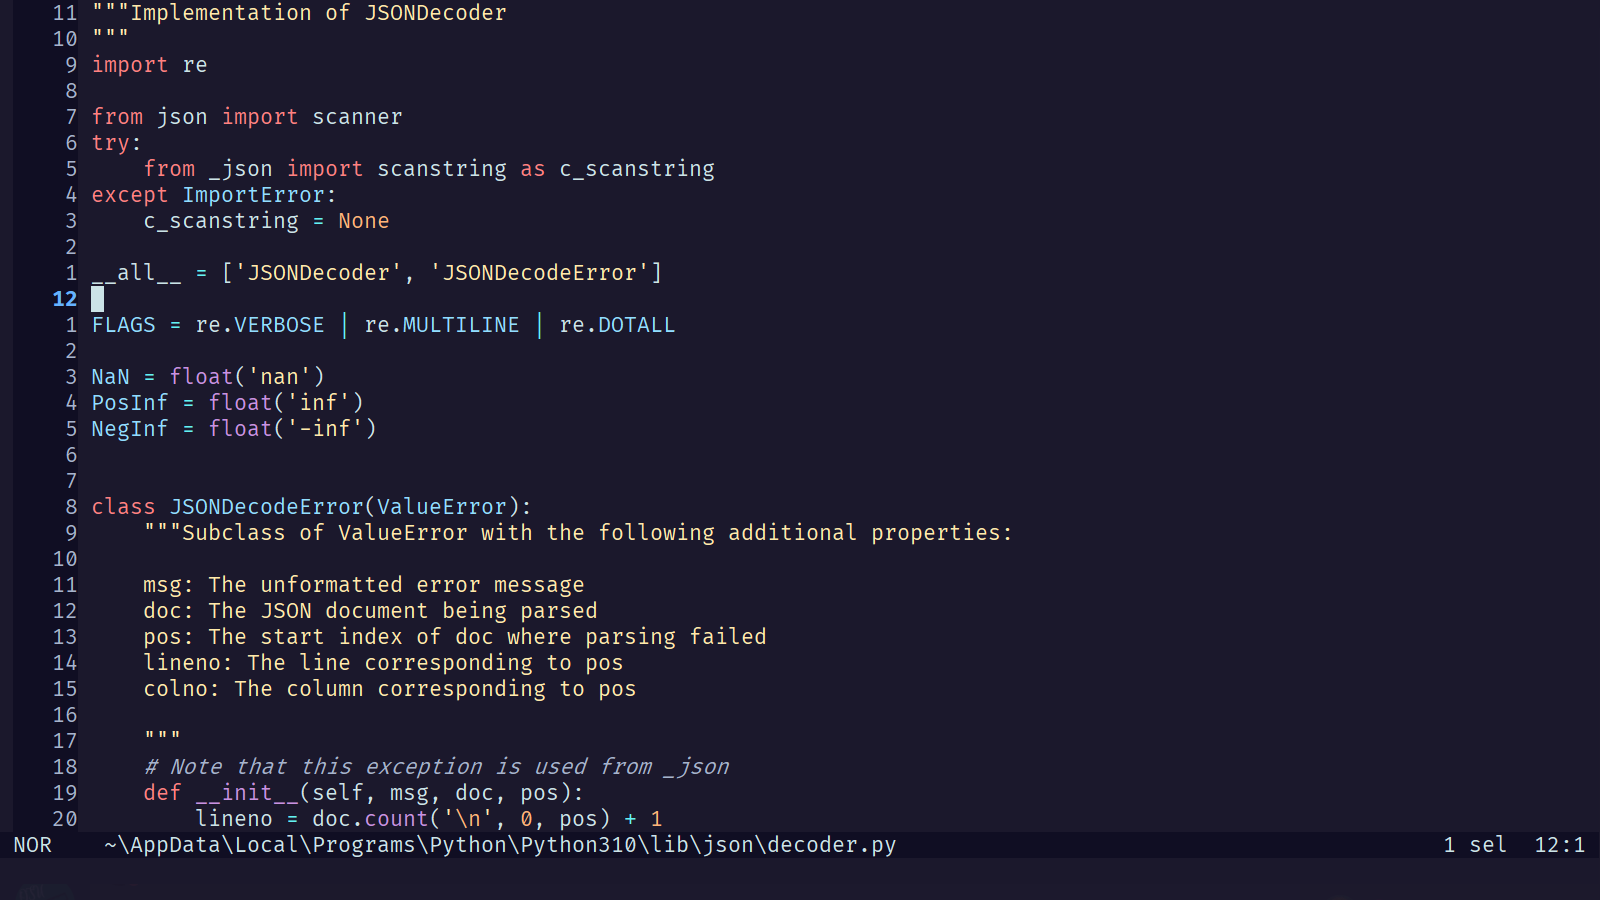 11 """Implementation of JSONDecoder
10 """
9 import re
8
7 from json import scanner
6 try:
5     from _json import scanstring as c_scanstring
4 except ImportError:
3     c_scanstring = None
2
1 __all__ = ['JSONDecoder', 'JSONDecodeError']
12
1 FLAGS = re.VERBOSE | re.MULTILINE | re.DOTALL
2
3 NaN = float('nan')
4 PosInf = float('inf')
5 NegInf = float('-inf')
6
7
8 class JSONDecodeError(ValueError):
9     """Subclass of ValueError with the following additional properties:
10
11     msg: The unformatted error message
12     doc: The JSON document being parsed
13     pos: The start index of doc where parsing failed
14     lineno: The line corresponding to pos
15     colno: The column corresponding to pos
16
17     """
18     # Note that this exception is used from _json
19     def __init__(self, msg, doc, pos):
20         lineno = doc.count('\n', 0, pos) + 1
NOR    ~\AppData\Local\Programs\Python\Python310\lib\json\decoder.py    1 sel  12:1